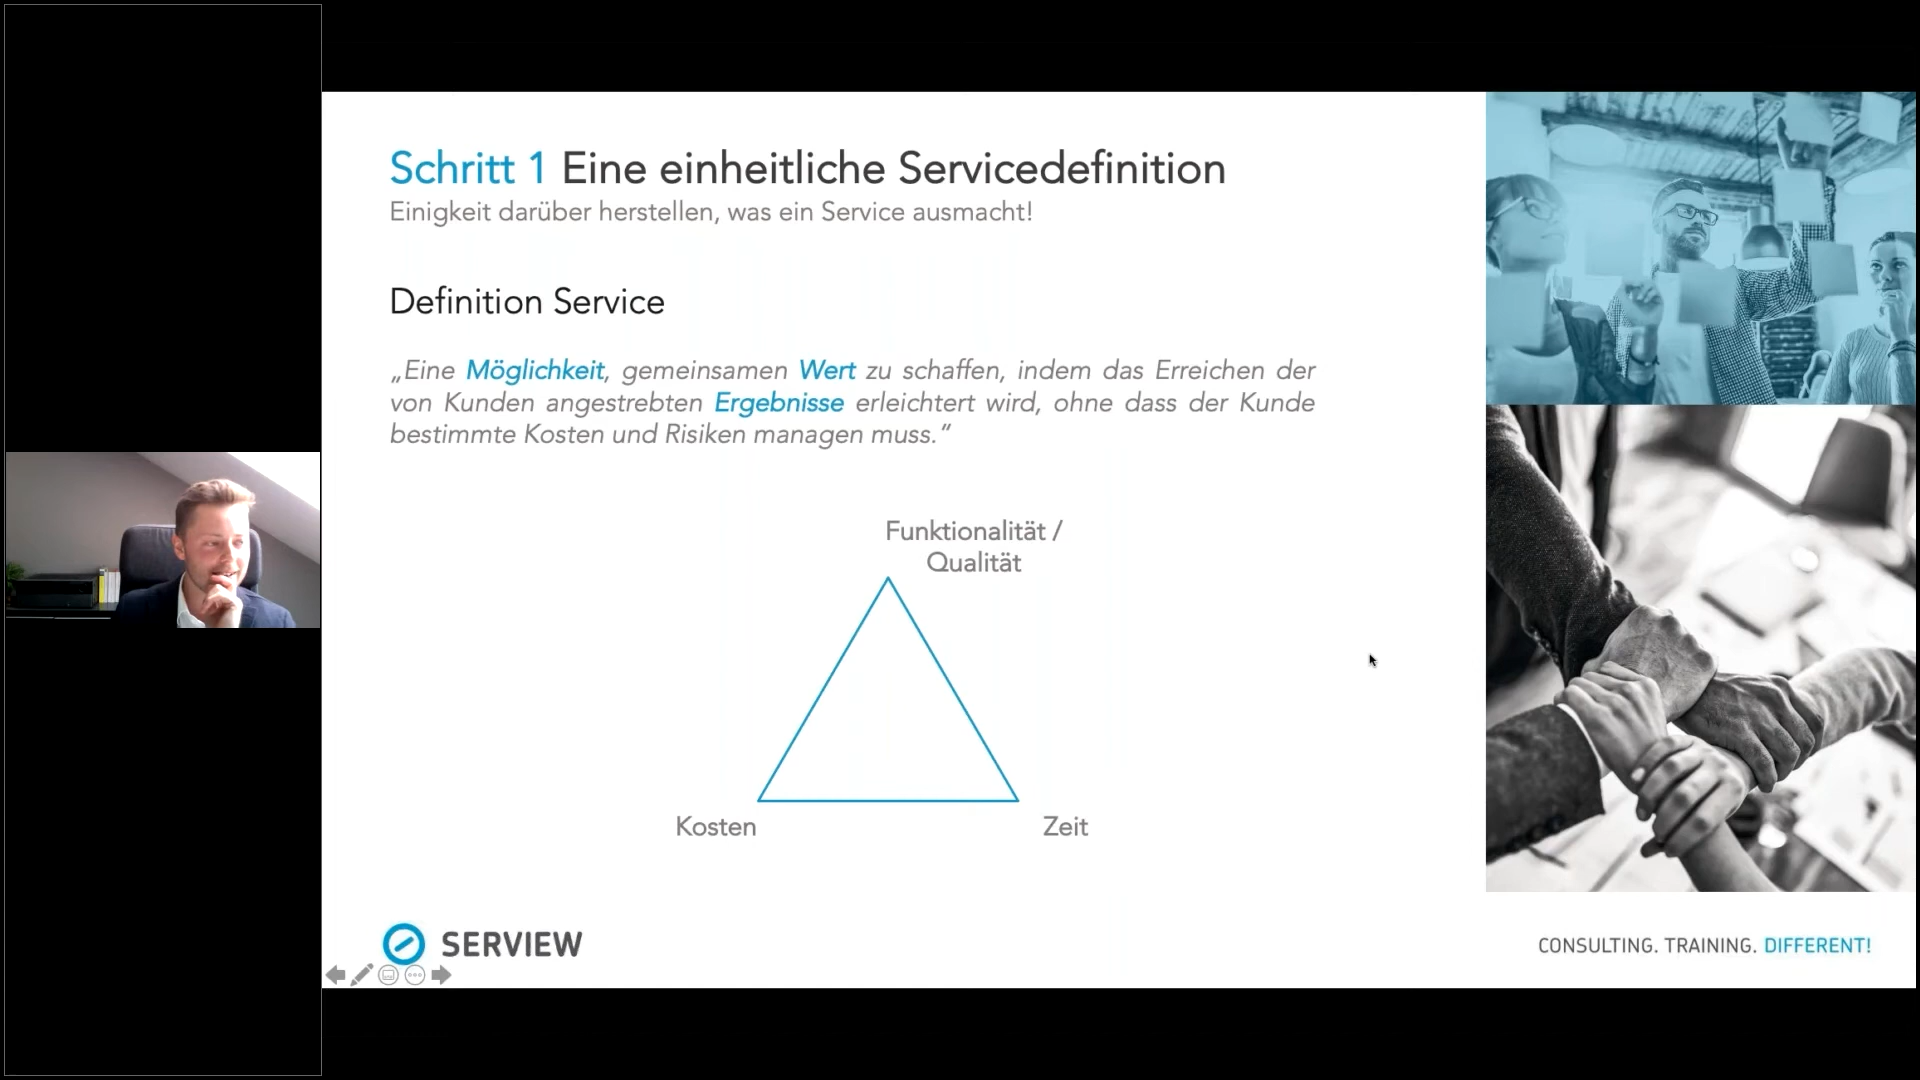 Schritt 1 Eine einheitliche Servicedefinition
Einigkeit darüber herstellen, was ein Service ausmacht!
Definition Service
„Eine Möglichkeit, gemeinsamen Wert zu schaffen, indem das Erreichen der
von Kunden angestrebten Ergebnisse erleichtert wird, ohne dass der Kunde
bestimmte Kosten und Risiken managen muss.“
Funktionalität /
Qualität
Kosten
Zeit
SERVIEW
CONSULTING. TRAINING. DIFFERENT!